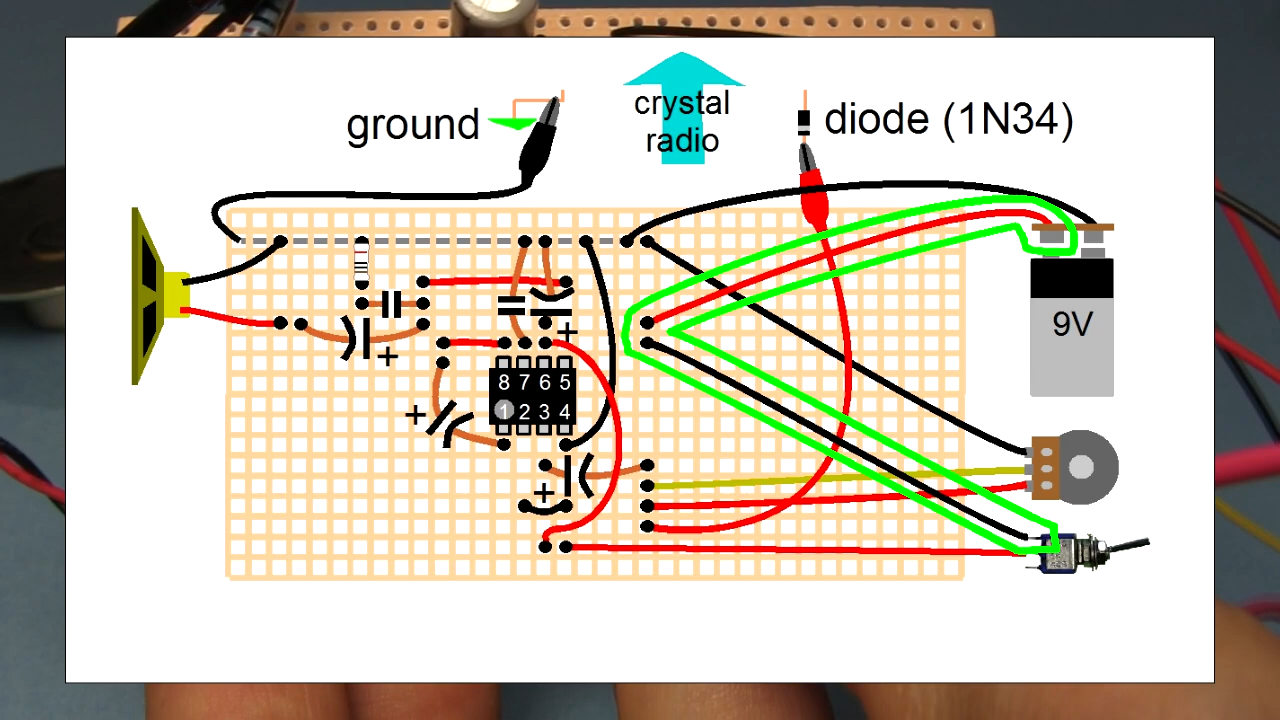 crystal
radio
ground
diode (1N34)
9V
+
+
+
+
8 7 6 5
1 2 3 4